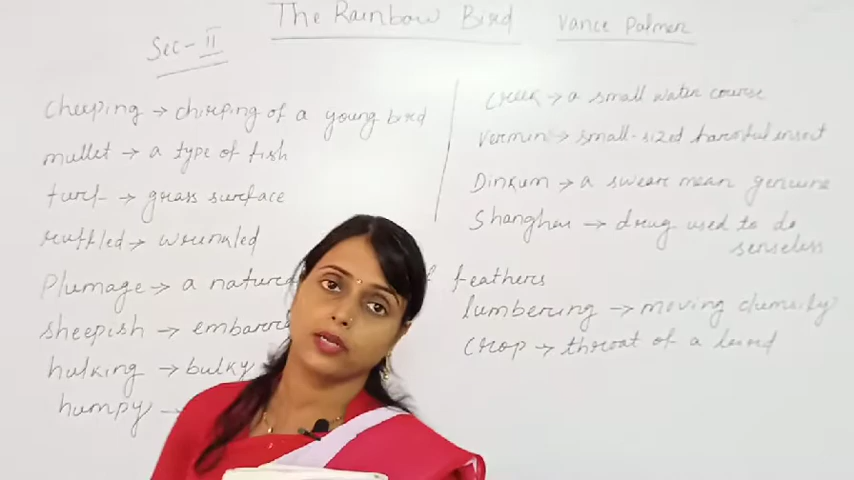 The Rainbow Bird Vance Palmer
Sec-II
cheeping → chirping of a young bird
mullet → a type of fish
turf → grass surface
ruffled → wrinkled
Plumage → a nature feathers
sheepish → embarr
hulking → bulky
humpy →
creek → a small water course
vermin → small-sized harmful insect
Dinkum → a swear mean genuine
Shanghai → drug used to do
senseless
lumbering → moving clumsily
crop → throat of a